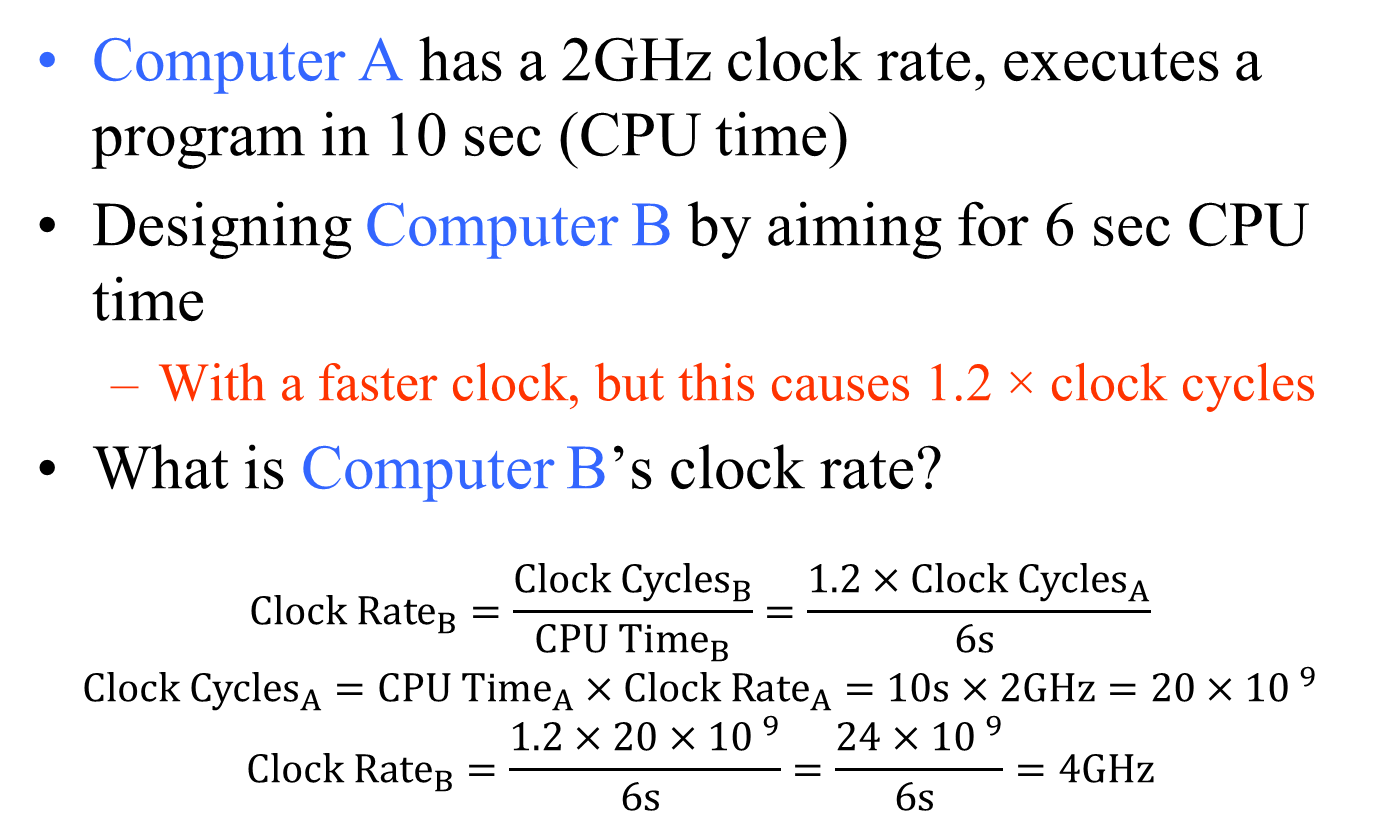 • Computer A has a 2GHz clock rate, executes a
program in 10 sec (CPU time)
• Designing Computer B by aiming for 6 sec CPU
time
– With a faster clock, but this causes 1.2 × clock cycles
• What is Computer B’s clock rate?
Clock Rate_B = Clock Cycles_B / CPU Time_B = 1.2 × Clock Cycles_A / 6s
Clock Cycles_A = CPU Time_A × Clock Rate_A = 10s × 2GHz = 20 × 10^9
Clock Rate_B = 1.2 × 20 × 10^9 / 6s = 24 × 10^9 / 6s = 4GHz